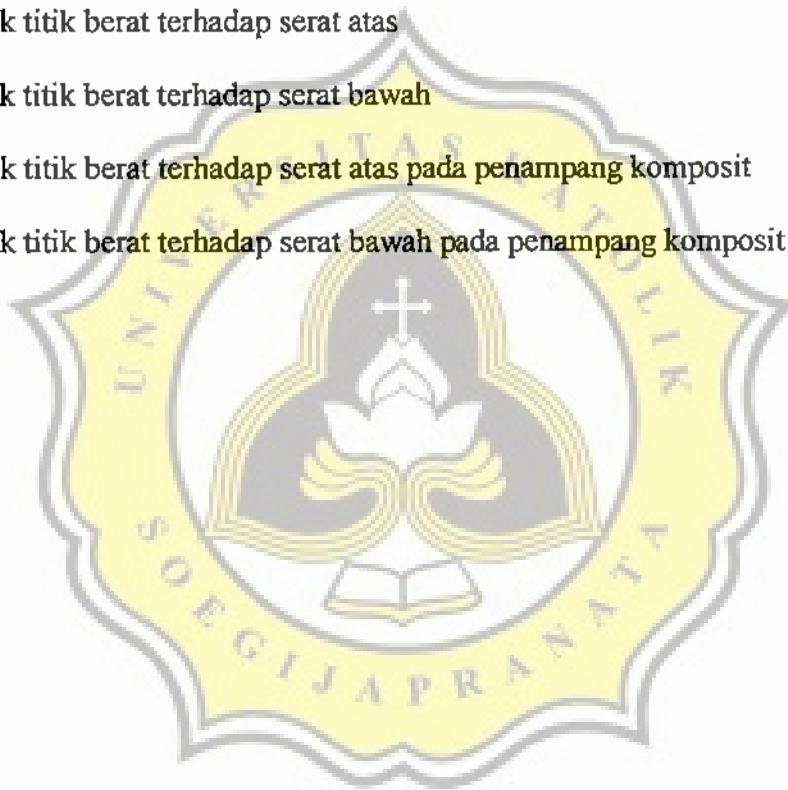 k titik berat terhadap serat atas
k titik berat terhadap serat bawah
k titik berat terhadap serat atas pada penampang komposit
k titik berat terhadap serat bawah pada penampang komposit
UNIVERSITAS KATOLIK
SOEGIJAPRANATA